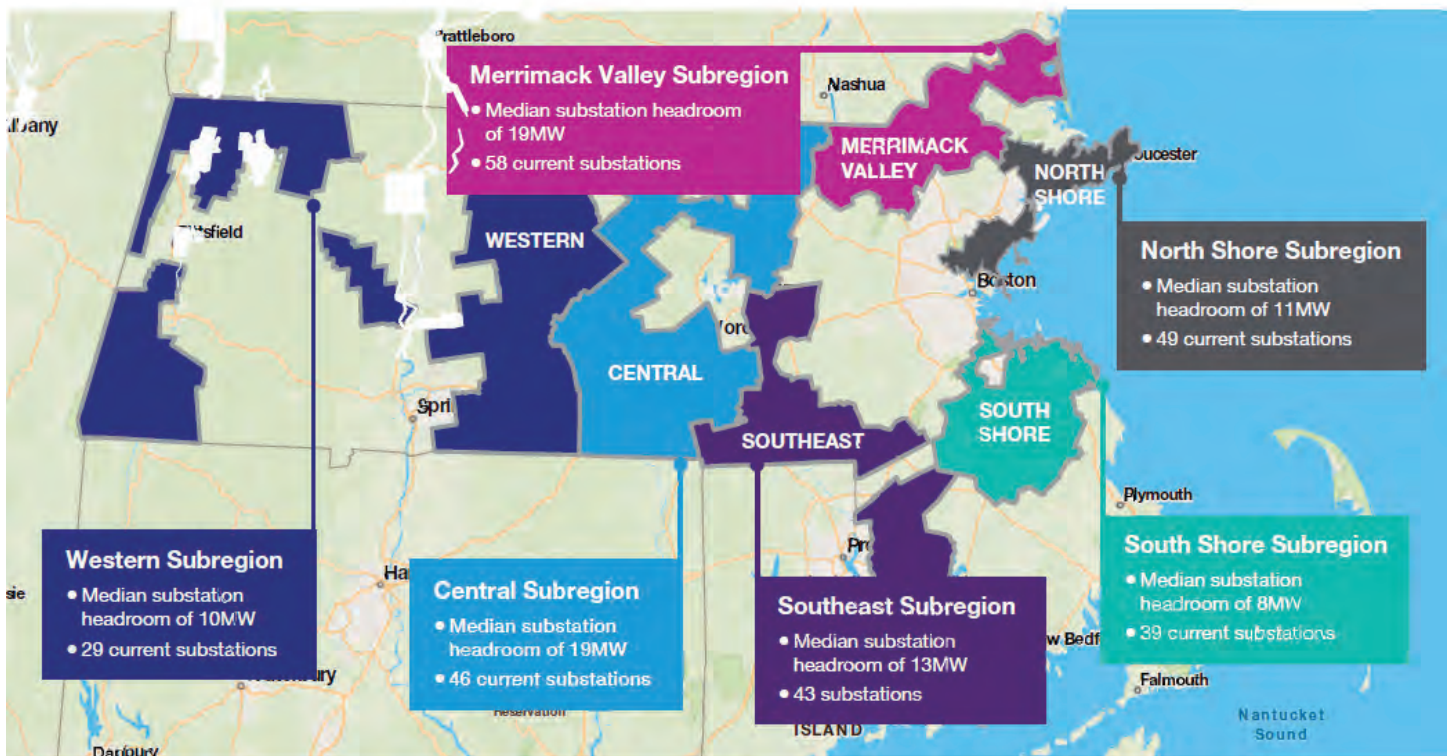 Merrimack Valley Subregion
• Median substation headroom
of 19MW
• 58 current substations
Nashua
MERRIMACK
VALLEY
NORTH
SHORE
WESTERN
North Shore Subregion
• Median substation
headroom of 11MW
• 49 current substations
Boston
CENTRAL
SOUTH
SHORE
SOUTHEAST
Plymouth
Western Subregion
• Median substation
headroom of 10MW
• 29 current substations
Central Subregion
• Median substation
headroom of 19MW
• 46 current substations
Southeast Subregion
• Median substation
headroom of 13MW
• 43 substations
South Shore Subregion
• Median substation
headroom of 8MW
• 39 current substations
Falmouth
Nantucket
Sound
Reservation
ISLAND